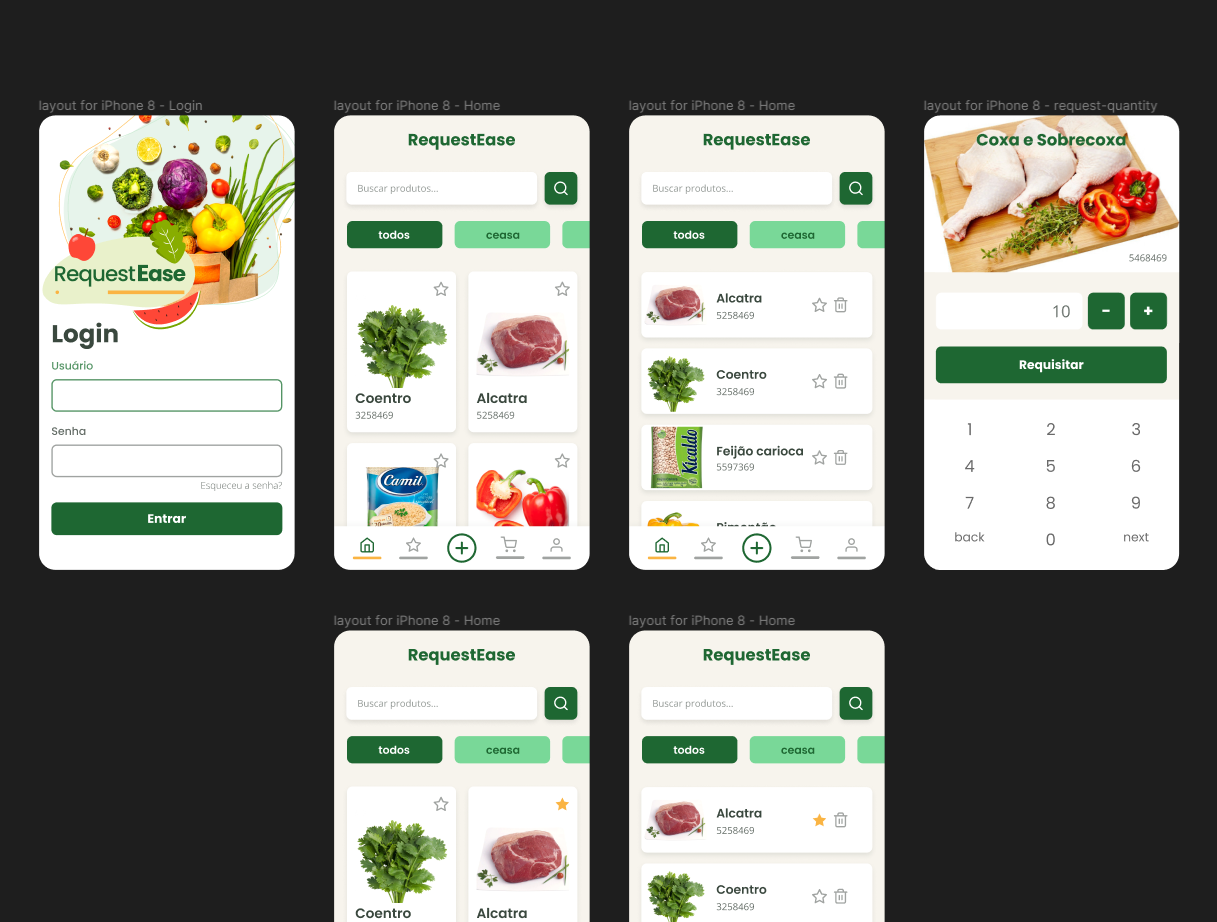 layout for iPhone 8 - Login
RequestEase
Login
Usuário
Senha
Esqueceu a senha?
Entrar
layout for iPhone 8 - Home
RequestEase
Buscar produtos...
todos
ceasa
Coentro
3258469
Alcatra
5258469
Camil
layout for iPhone 8 - Home
RequestEase
Buscar produtos...
todos
ceasa
Alcatra
5258469
Coentro
3258469
Kicaldo
Feijão carioca
5597369
Pimentão
layout for iPhone 8 - request-quantity
Coxa e Sobrecoxa
5468469
10
-
+
Requisitar
1 2 3
4 5 6
7 8 9
back 0 next
layout for iPhone 8 - Home
RequestEase
Buscar produtos...
todos
ceasa
Coentro
Alcatra
layout for iPhone 8 - Home
RequestEase
Buscar produtos...
todos
ceasa
Alcatra
5258469
Coentro
3258469